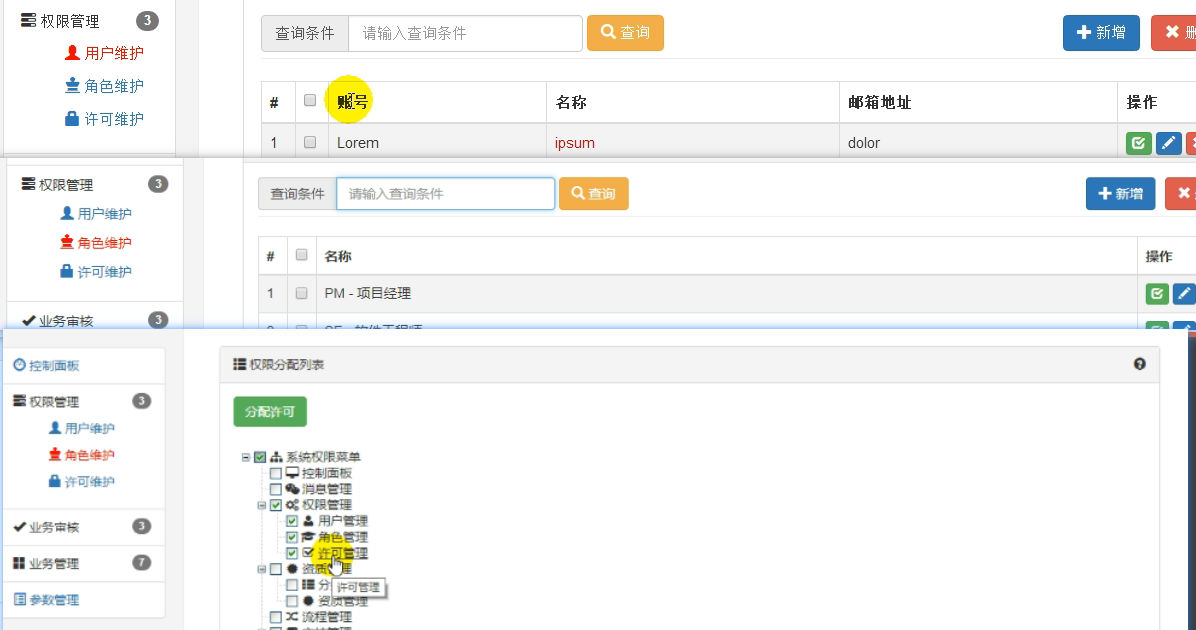 权限管理 3
用户维护
角色维护
许可维护
查询条件 请输入查询条件 查询 新增
# 账号 名称 邮箱地址 操作
1 Lorem ipsum dolor
权限管理 3
用户维护
角色维护
许可维护
业务审核 3
查询条件 请输入查询条件 查询 新增
# 名称 操作
1 PM - 项目经理
控制面板
权限管理 3
用户维护
角色维护
许可维护
业务审核 3
业务管理 7
参数管理
权限分配列表
分配许可
系统权限菜单
控制面板
消息管理
权限管理
用户管理
角色管理
许可管理
资质管理
分
许可管理
资质管理
流程管理